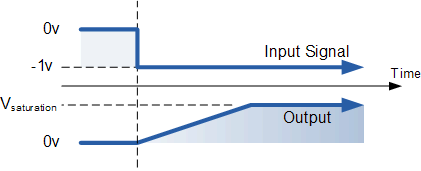 0v
Input Signal
-1v
Time
Vsaturation
Output
0v